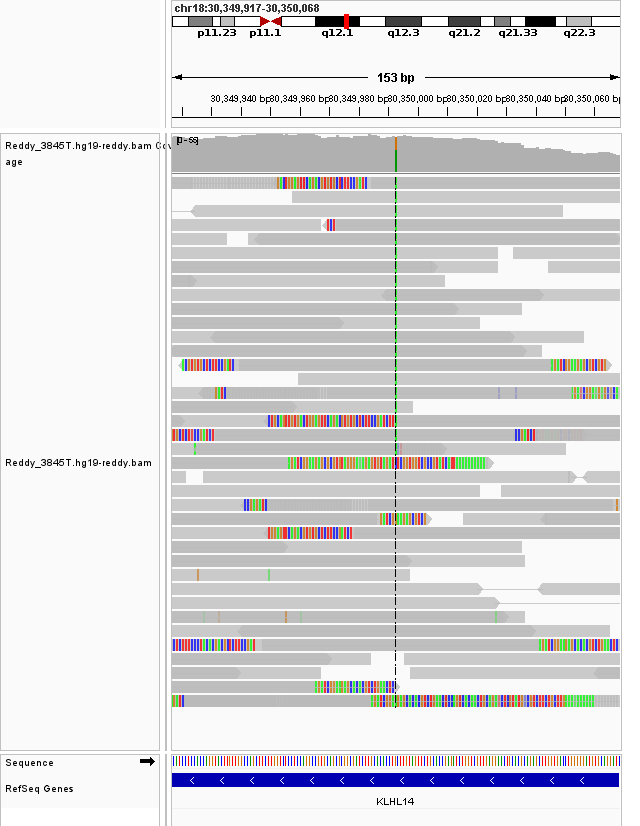 chr18:30,349,917-30,350,068
p11.23 p11.1 q12.1 q12.3 q21.2 q21.33 q22.3
153 bp
30,349,940 bp 30,349,960 bp 30,349,980 bp 30,350,000 bp 30,350,020 bp 30,350,040 bp 30,350,060 bp
Reddy_3845T.hg19-reddy.bam Cov
age
Reddy_3845T.hg19-reddy.bam
Sequence
RefSeq Genes
KLHL14